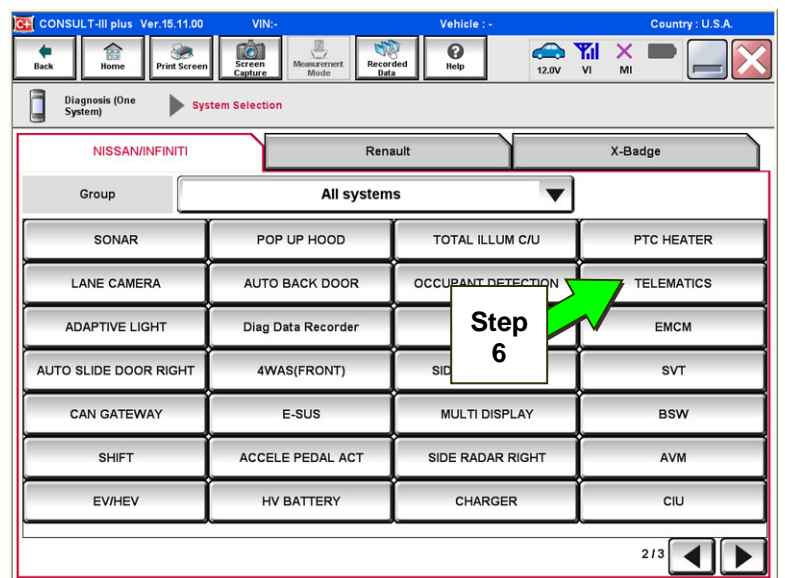 CONSULT-III plus Ver.15.11.00 VIN:- Vehicle : - Country : U.S.A.
Back Home Print Screen Screen Capture Measurement Mode Recorded Data Help 12.0V VI MI
Diagnosis (One System) System Selection
NISSAN/INFINITI Renault X-Badge
Group All systems
SONAR POP UP HOOD TOTAL ILLUM C/U PTC HEATER
LANE CAMERA AUTO BACK DOOR OCCUPANT DETECTION TELEMATICS
ADAPTIVE LIGHT Diag Data Recorder EMCM
Step 6
AUTO SLIDE DOOR RIGHT 4WAS(FRONT) SVT
CAN GATEWAY E-SUS MULTI DISPLAY BSW
SHIFT ACCELE PEDAL ACT SIDE RADAR RIGHT AVM
EV/HEV HV BATTERY CHARGER CIU
2/3